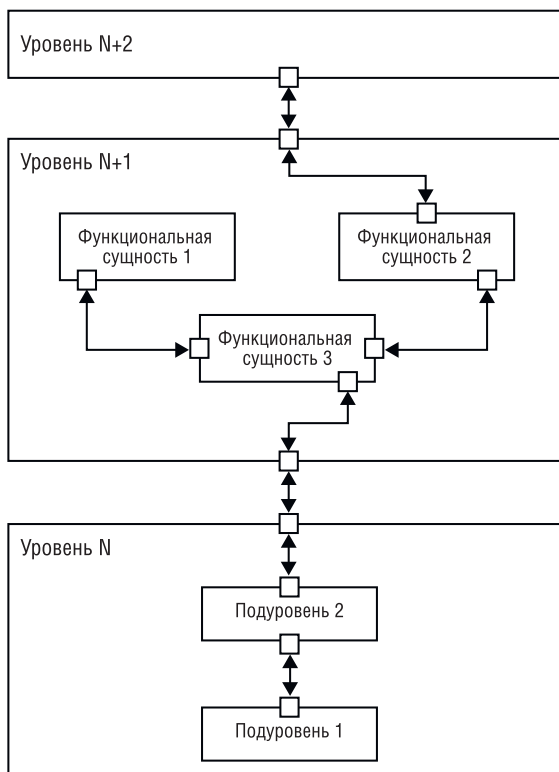 Уровень N+2
Уровень N+1
Функциональная
сущность 1
Функциональная
сущность 2
Функциональная
сущность 3
Уровень N
Подуровень 2
Подуровень 1